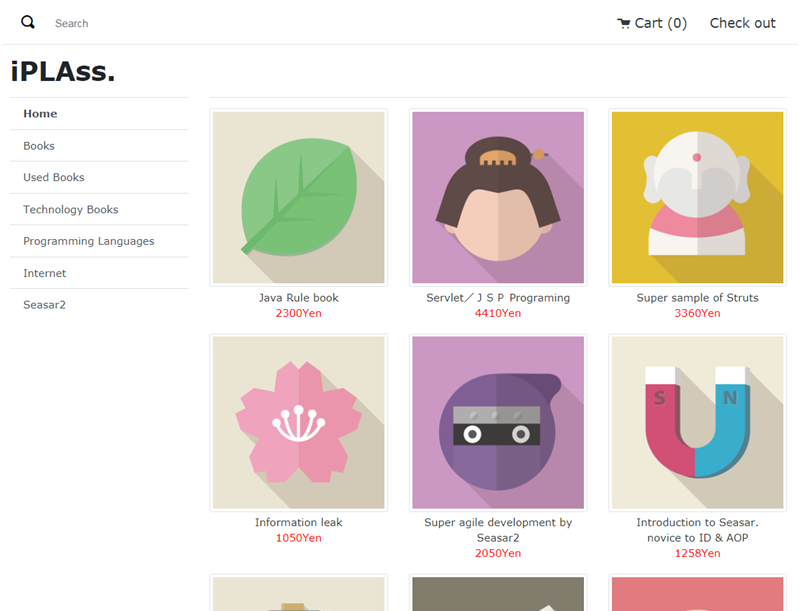 Search
Cart (0)
Check out
iPLAss.
Home
Books
Used Books
Technology Books
Programming Languages
Internet
Seasar2
Java Rule book
2300Yen
Servlet／ＪＳＰ Programing
4410Yen
Super sample of Struts
3360Yen
Information leak
1050Yen
Super agile development by
Seasar2
2050Yen
S N
Introduction to Seasar.
novice to ID & AOP
1258Yen